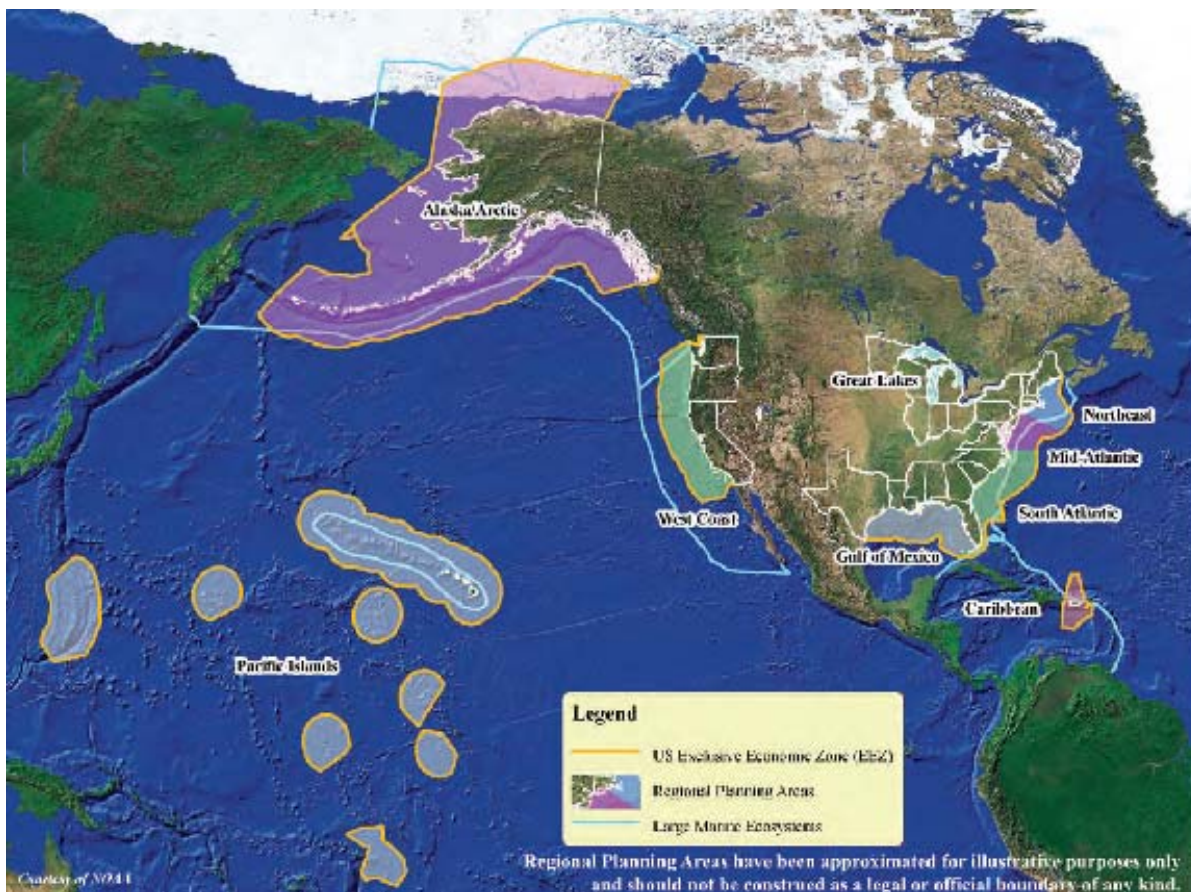 Alaska/Arctic
Great Lakes
Northeast
Mid-Atlantic
West Coast
South Atlantic
Gulf of Mexico
Caribbean
Pacific Islands
Legend
US Exclusive Economic Zone (EEZ)
Regional Planning Areas
Large Marine Ecosystems
Regional Planning Areas have been approximated for illustrative purposes only
and should not be construed as a legal or official boundary of any kind.
Courtesy of NOAA